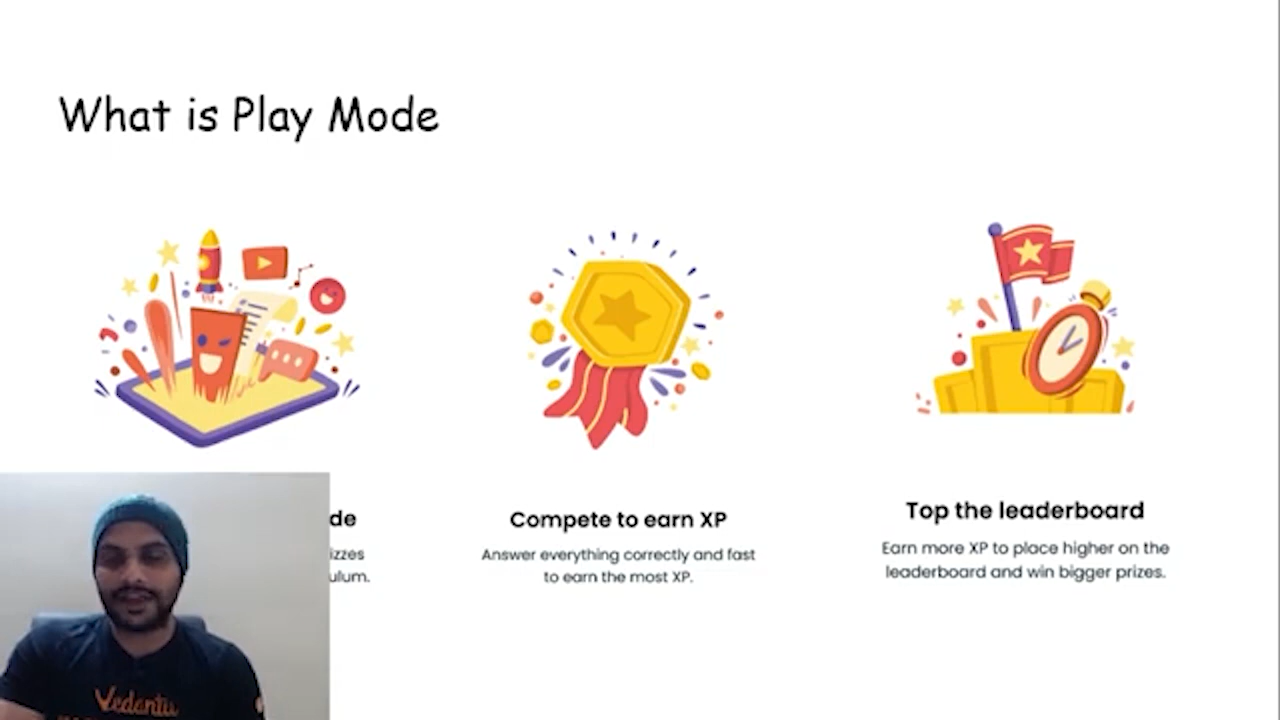 What is Play Mode
de
izzes
ulum.
Compete to earn XP
Answer everything correctly and fast
to earn the most XP.
Top the leaderboard
Earn more XP to place higher on the
leaderboard and win bigger prizes.
Vedantu